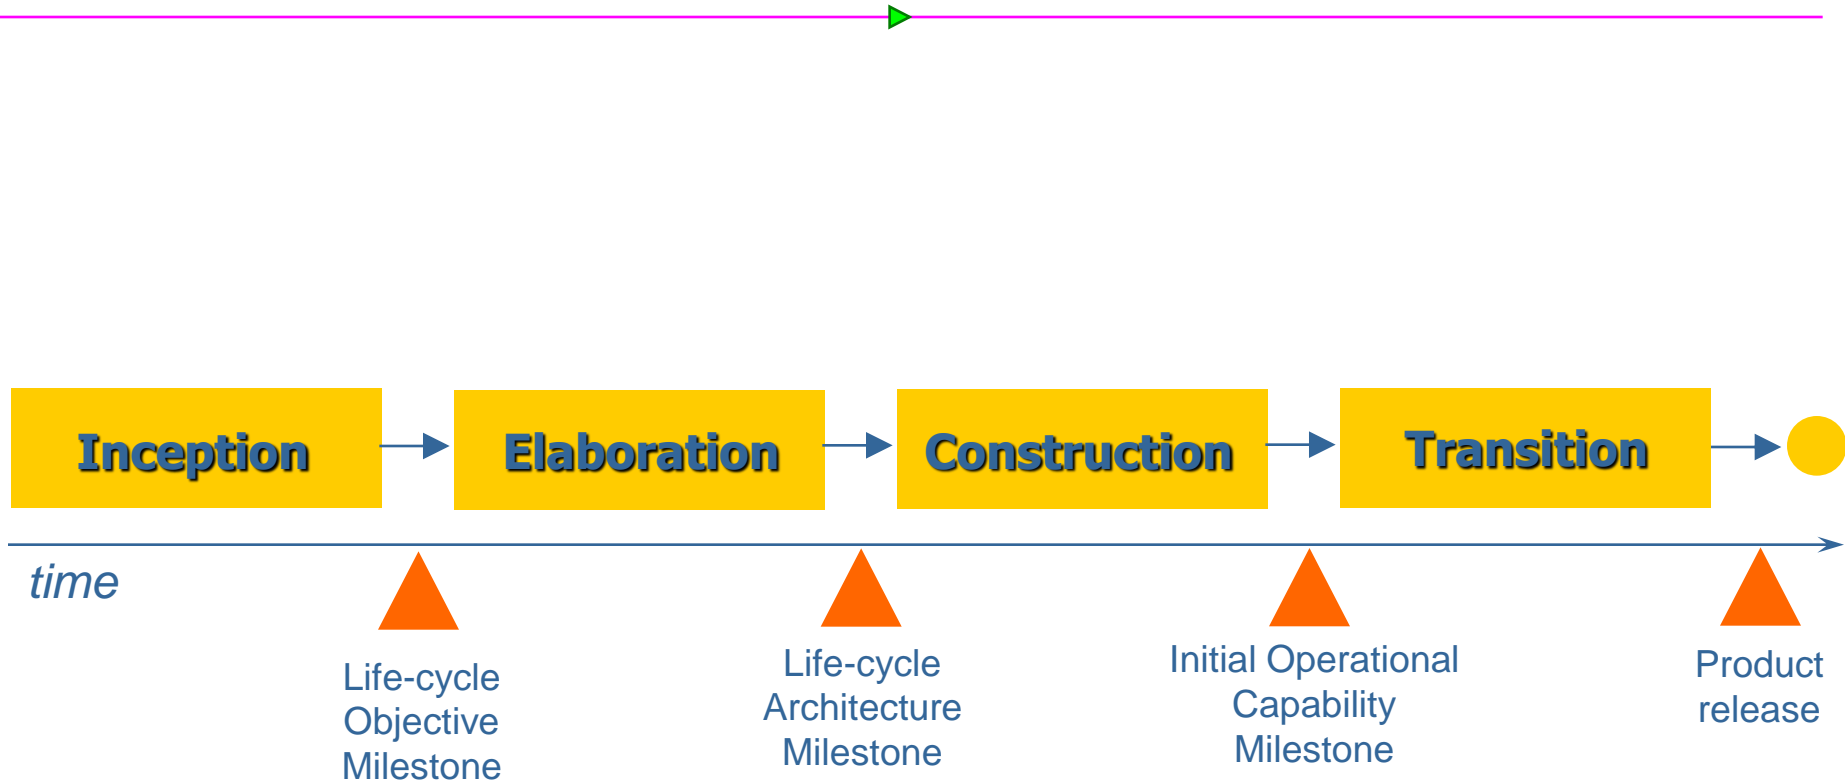 Inception
Elaboration
Construction
Transition
time
Life-cycle
Objective
Milestone
Life-cycle
Architecture
Milestone
Initial Operational
Capability
Milestone
Product
release